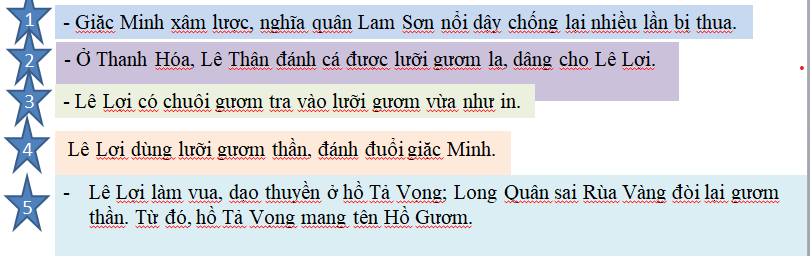 1 - Giặc Minh xâm lược, nghĩa quân Lam Sơn nổi dậy chống lại nhiều lần bị thua.
2 - Ở Thanh Hóa, Lê Thận đánh cá được lưỡi gươm lạ, dâng cho Lê Lợi.
3 - Lê Lợi có chuôi gươm tra vào lưỡi gươm vừa như in.
4 Lê Lợi dùng lưỡi gươm thần, đánh đuổi giặc Minh.
5 - Lê Lợi làm vua, dạo thuyền ở hồ Tả Vọng; Long Quân sai Rùa Vàng đòi lại gươm
thần. Từ đó, hồ Tả Vọng mang tên Hồ Gươm.